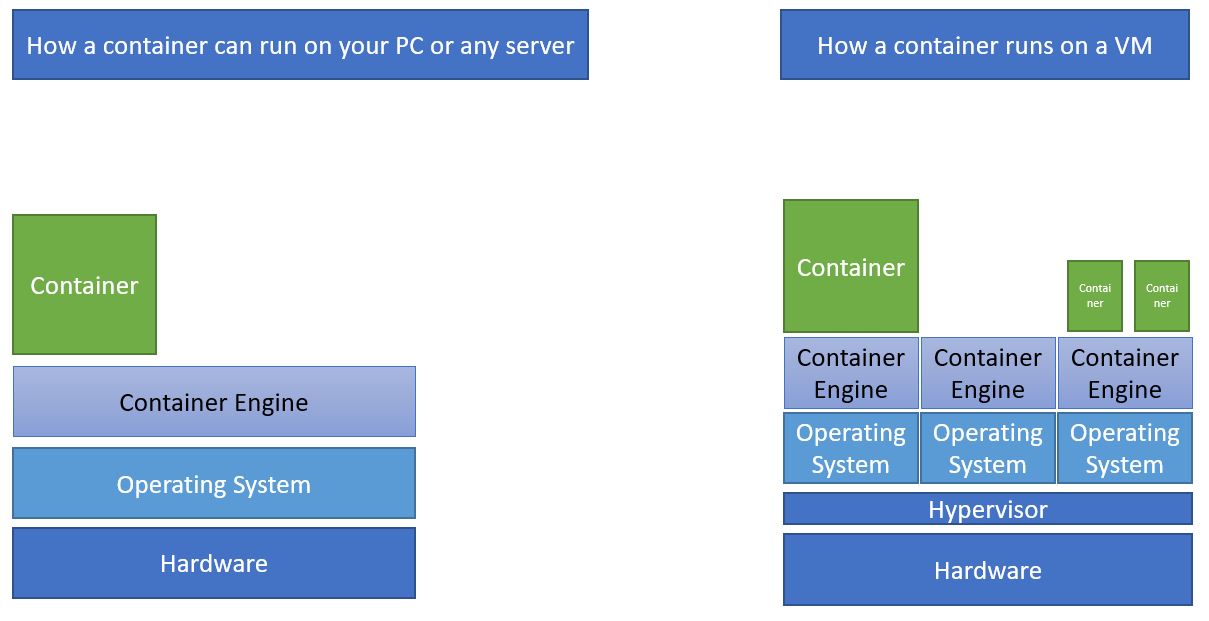 How a container can run on your PC or any server
How a container runs on a VM
Container
Container Engine
Operating System
Hardware
Container
Contai
ner
Contai
ner
Container
Engine
Container
Engine
Container
Engine
Operating
System
Operating
System
Operating
System
Hypervisor
Hardware